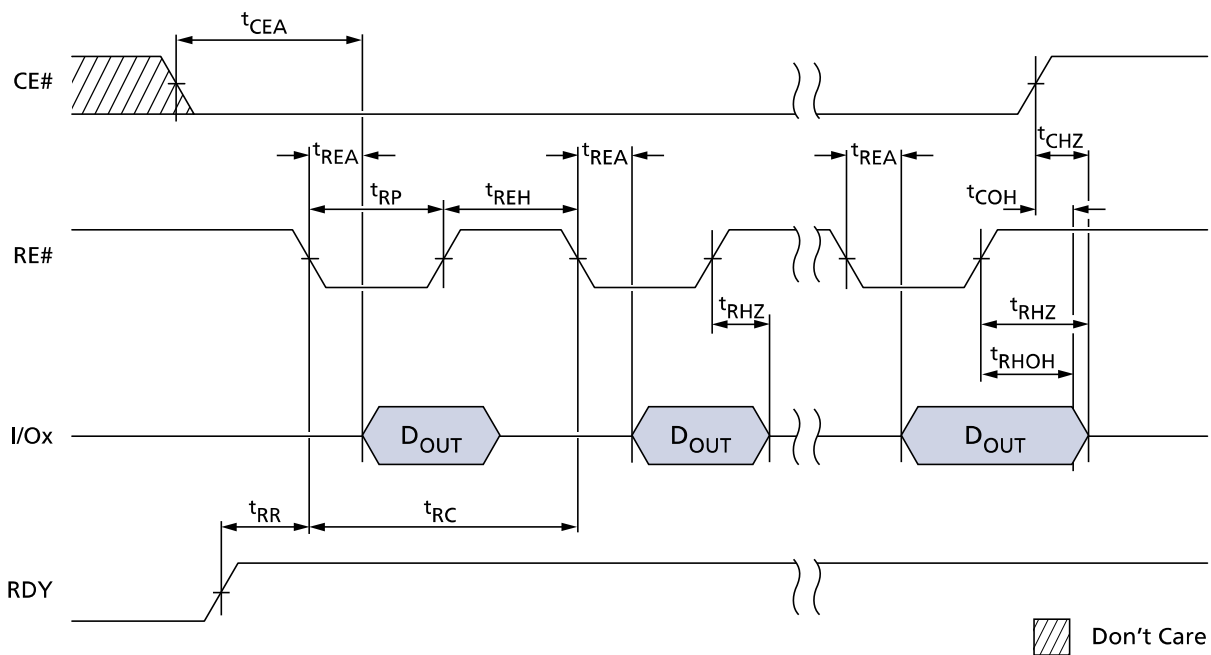 tCEA
CE#
tCHZ
tREA tREA tREA
tRP tREH tCOH
RE#
tRHZ tRHZ
tRHOH
I/Ox DOUT DOUT DOUT
tRR tRC
RDY
Don't Care